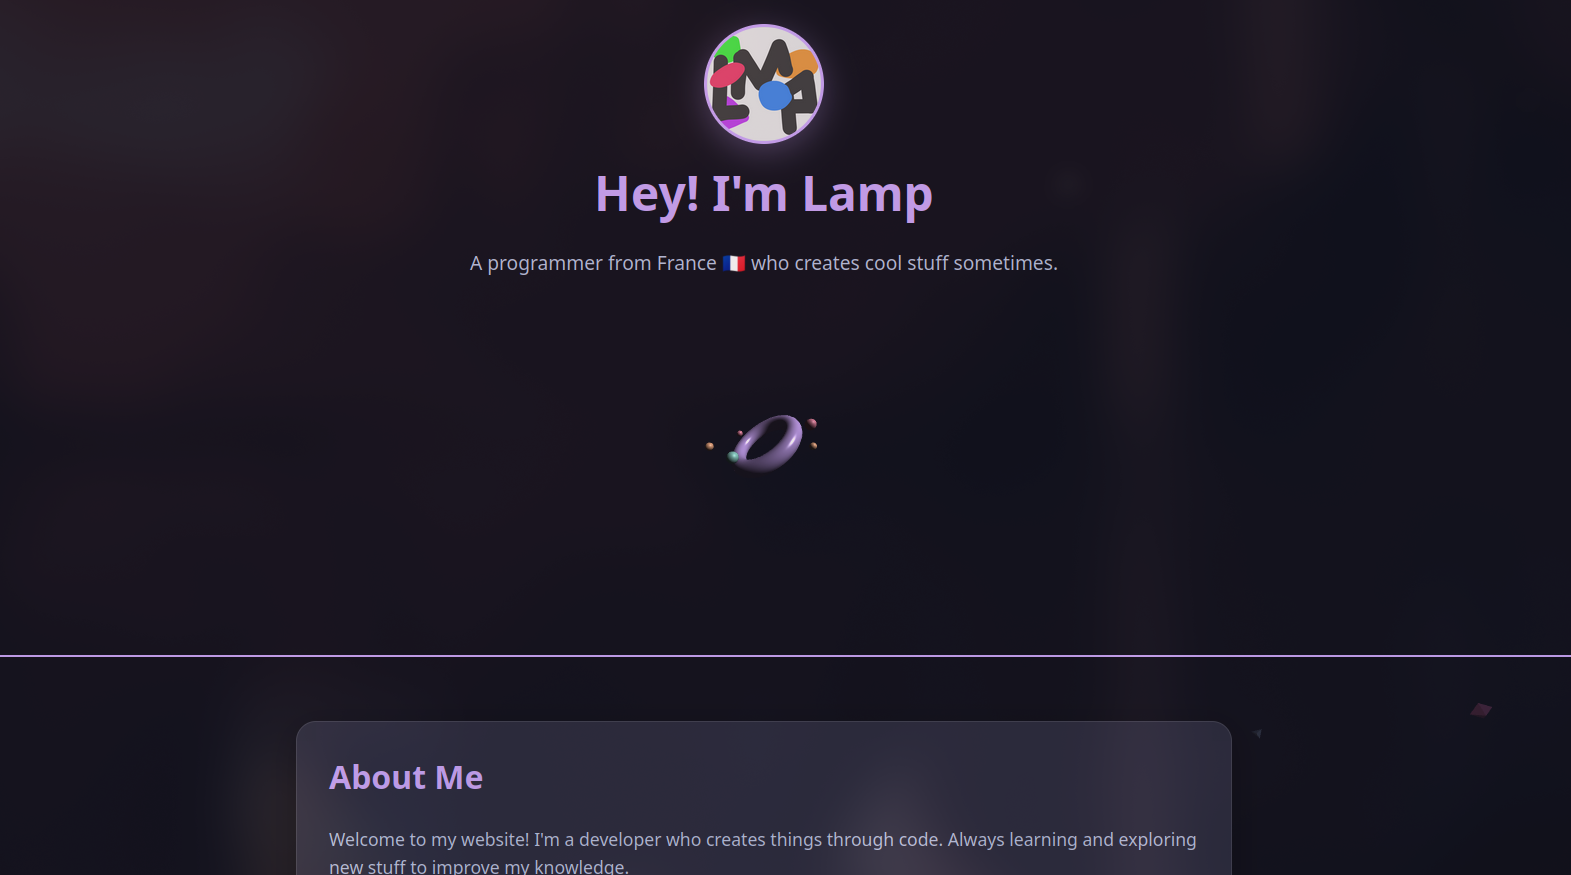 LMA
Hey! I'm Lamp
A programmer from France 🇫🇷 who creates cool stuff sometimes.
About Me
Welcome to my website! I'm a developer who creates things through code. Always learning and exploring
new stuff to improve my knowledge.